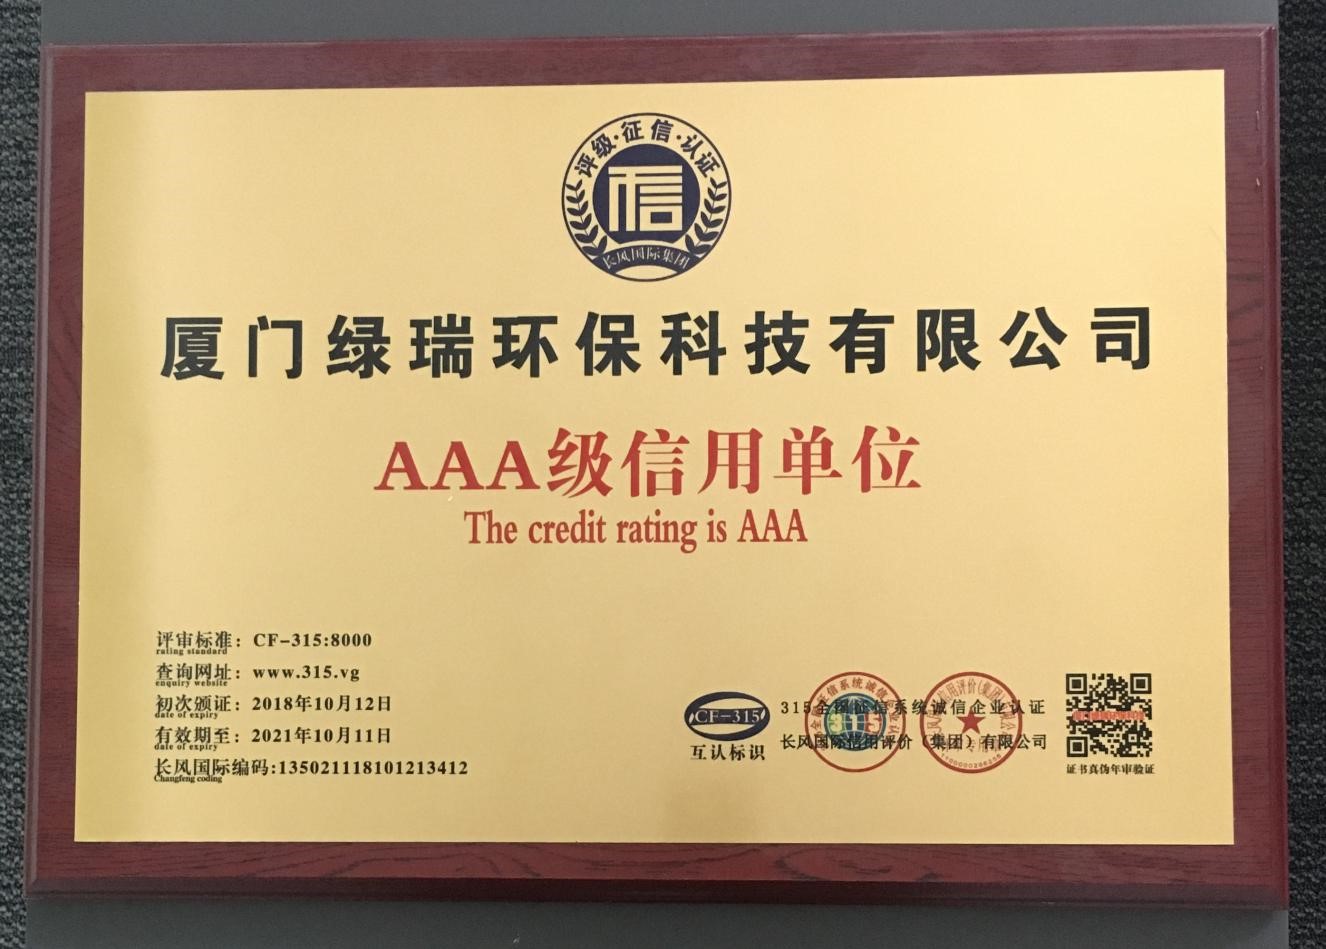 评级·征信·认证
信
长风国际集团
厦门绿瑞环保科技有限公司
AAA级信用单位
The credit rating is AAA
评审标准：CF-315:8000
rating standard
查询网址：www.315.vg
enquiry website
初次颁证：2018年10月12日
date of expiry
有效期至：2021年10月11日
date of expiry
长风国际编码:135021118101213412
Changfeng coding
CF-315
互认标识
315全国征信系统诚信企业认证
长风国际信用评价（集团）有限公司
315
证书真伪年审验证